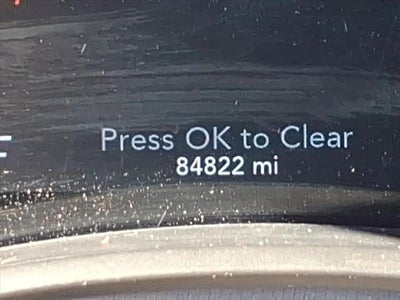 Press OK to Clear
84822 mi